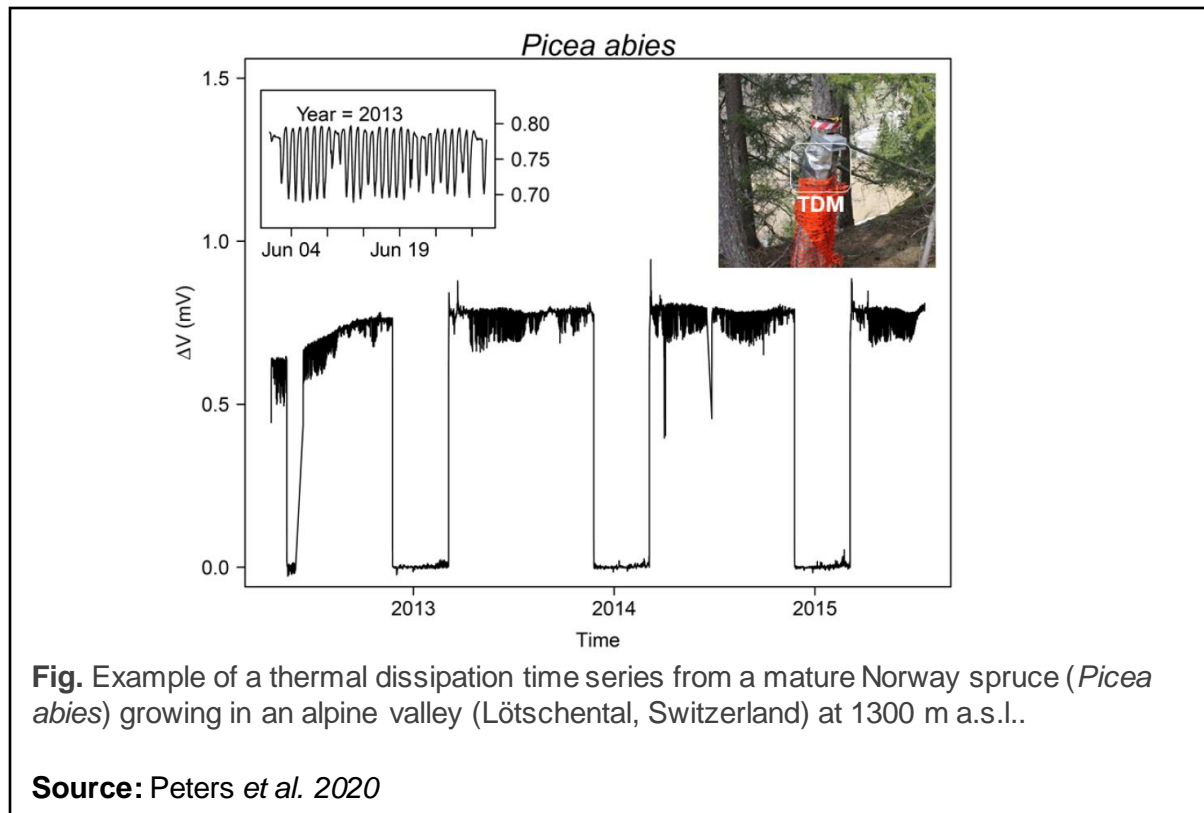 Picea abies
1.5
1.0
0.5
0.0
ΔV (mV)
Year = 2013
0.80
0.75
0.70
Jun 04
Jun 19
TDM
2013
2014
2015
Time
Fig. Example of a thermal dissipation time series from a mature Norway spruce (Picea
abies) growing in an alpine valley (Lötschental, Switzerland) at 1300 m a.s.l..
Source: Peters et al. 2020